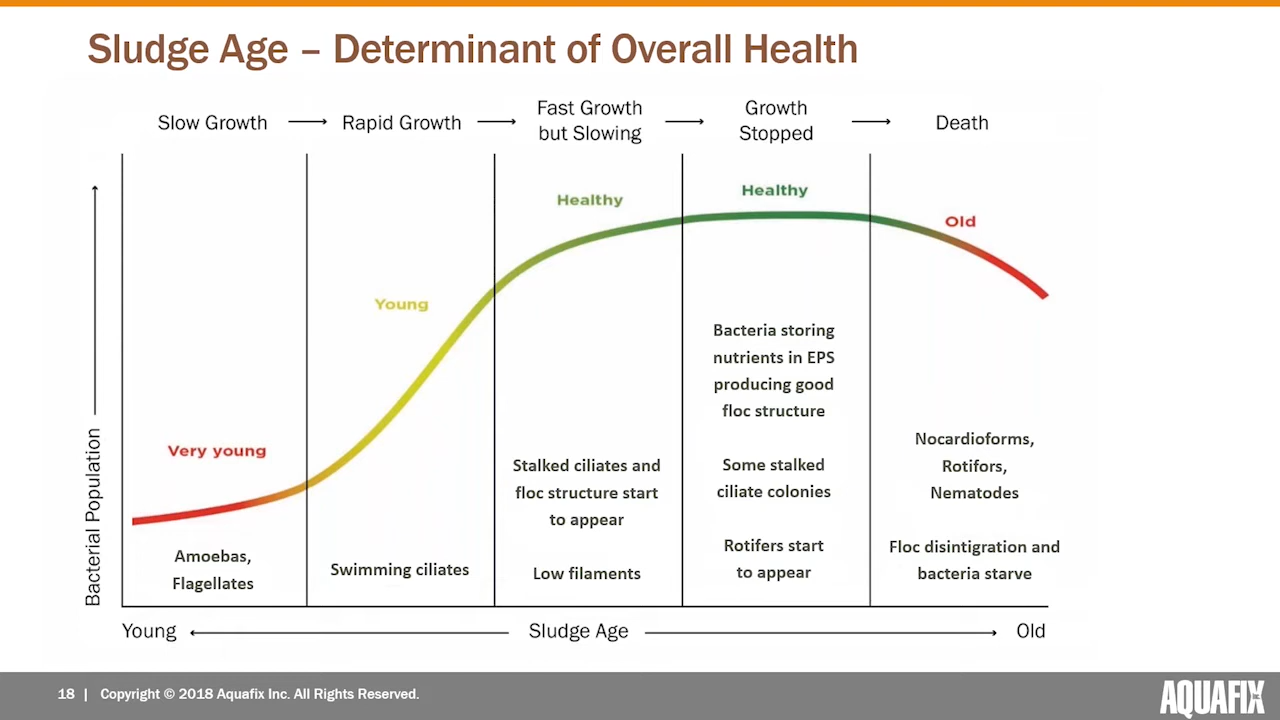 Sludge Age – Determinant of Overall Health
Slow Growth
Rapid Growth
Fast Growth
but Slowing
Growth
Stopped
Death
Very young
Young
Healthy
Healthy
Old
Bacterial Population
Amoebas,
Flagellates
Swimming ciliates
Stalked ciliates and
floc structure start
to appear
Low filaments
Bacteria storing
nutrients in EPS
producing good
floc structure
Some stalked
ciliate colonies
Rotifers start
to appear
Nocardioforms,
Rotifors,
Nematodes
Floc disintigration and
bacteria starve
Young
Sludge Age
Old
18 | Copyright © 2018 Aquafix Inc. All Rights Reserved.
AQUAFIX INC.